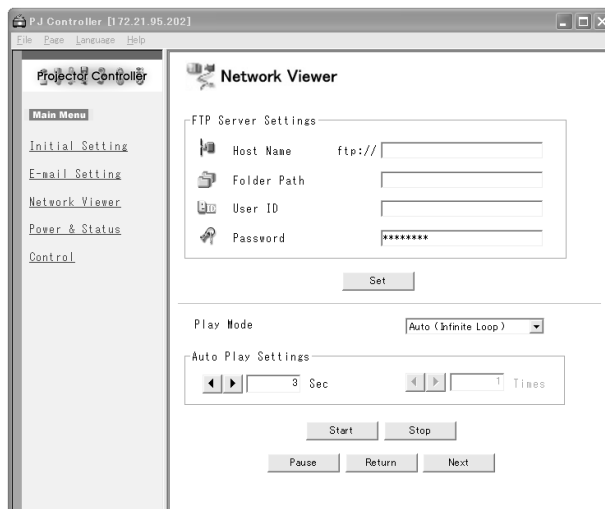 PJ Controller [172.21.95.202]
File Page Language Help
Projector Controller
Main Menu
Initial Setting
E-mail Setting
Network Viewer
Power & Status
Control
Network Viewer
FTP Server Settings
Host Name ftp://
Folder Path
User ID
Password ********
Set
Play Mode Auto (Infinite Loop)
Auto Play Settings
3 Sec 1 Times
Start Stop
Pause Return Next